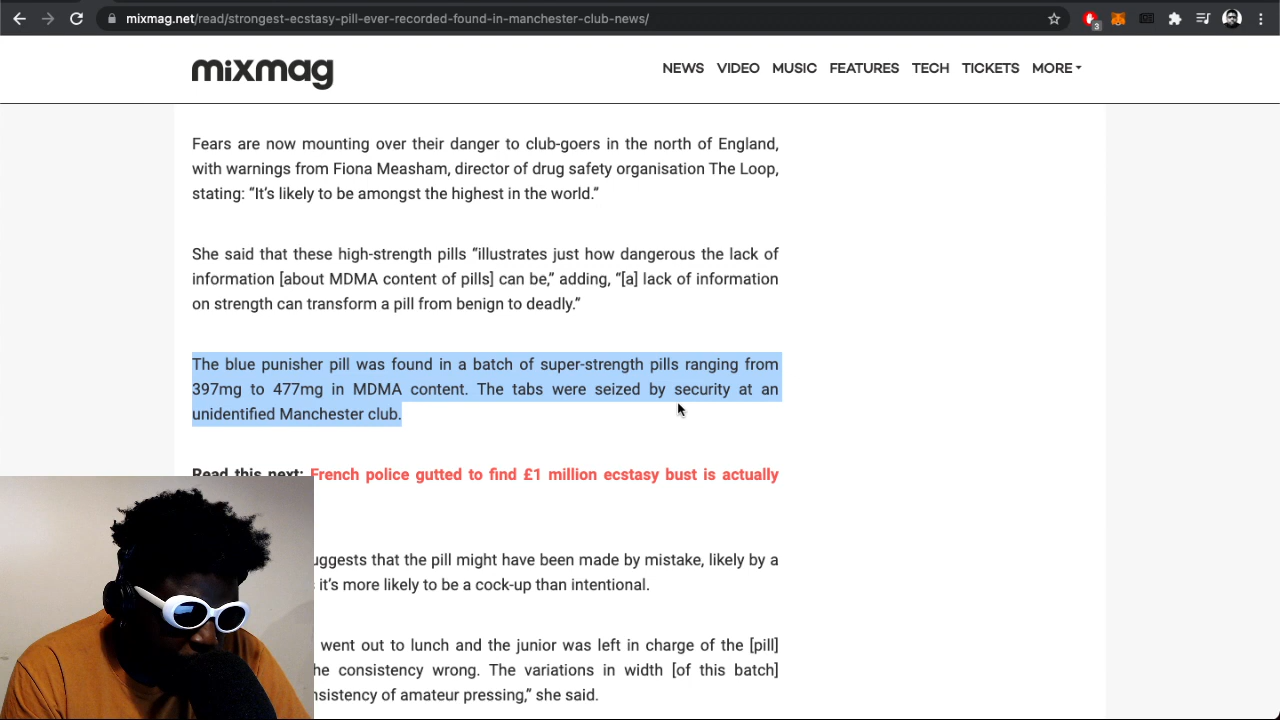 mixmag.net/read/strongest-ecstasy-pill-ever-recorded-found-in-manchester-club-news/
3
mixmag
NEWS VIDEO MUSIC FEATURES TECH TICKETS MORE
Fears are now mounting over their danger to club-goers in the north of England,
with warnings from Fiona Measham, director of drug safety organisation The Loop,
stating: “It’s likely to be amongst the highest in the world.”
She said that these high-strength pills “illustrates just how dangerous the lack of
information [about MDMA content of pills] can be,” adding, “[a] lack of information
on strength can transform a pill from benign to deadly.”
The blue punisher pill was found in a batch of super-strength pills ranging from
397mg to 477mg in MDMA content. The tabs were seized by security at an
unidentified Manchester club.
Read this next: French police gutted to find £1 million ecstasy bust is actually
uggests that the pill might have been made by mistake, likely by a
it’s more likely to be a cock-up than intentional.
went out to lunch and the junior was left in charge of the [pill]
he consistency wrong. The variations in width [of this batch]
nsistency of amateur pressing,” she said.